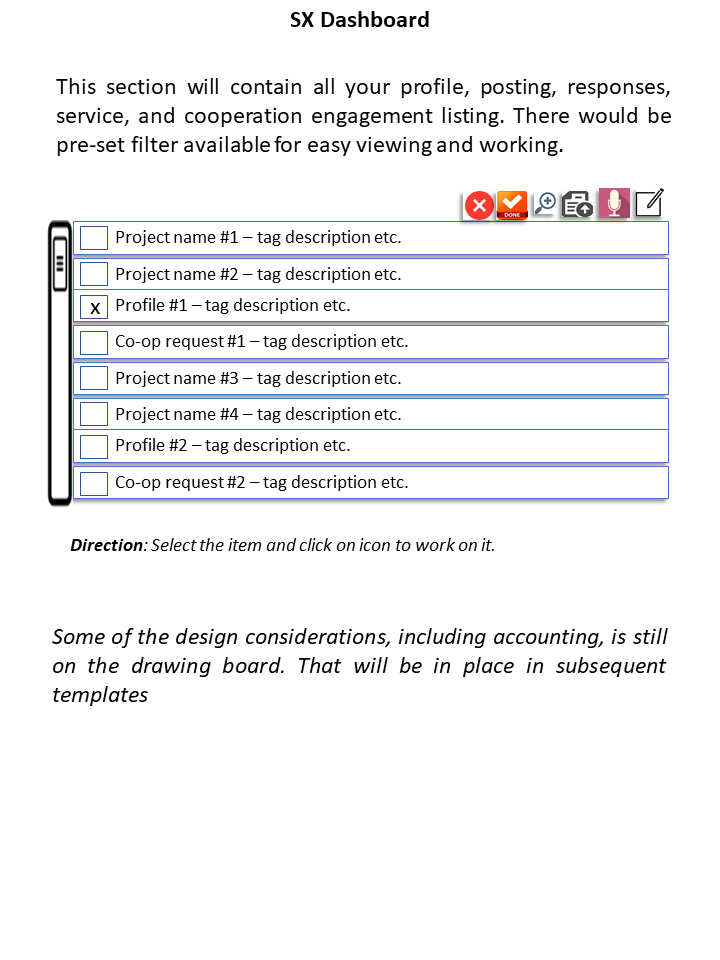 SX Dashboard
This section will contain all your profile, posting, responses,
service, and cooperation engagement listing. There would be
pre-set filter available for easy viewing and working.
DONE
Project name #1 – tag description etc.
Project name #2 – tag description etc.
x Profile #1 – tag description etc.
Co-op request #1 – tag description etc.
Project name #3 – tag description etc.
Project name #4 – tag description etc.
Profile #2 – tag description etc.
Co-op request #2 – tag description etc.
Direction: Select the item and click on icon to work on it.
Some of the design considerations, including accounting, is still
on the drawing board. That will be in place in subsequent
templates